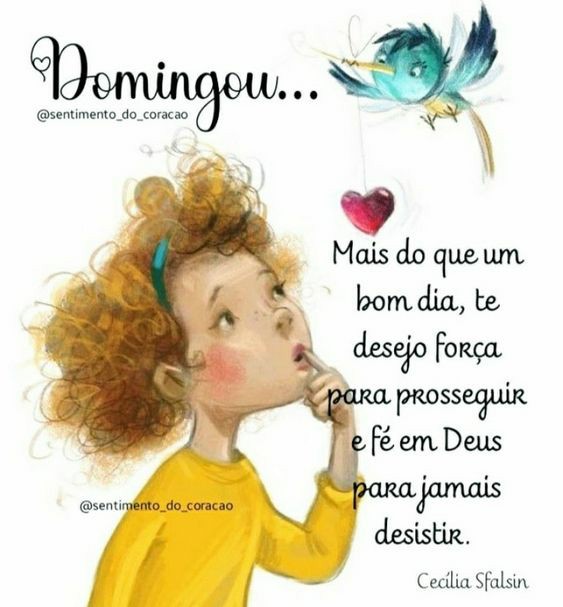 Domingou...
@sentimento_do_coracao
Mais do que um
bom dia, te
desejo força
para prosseguir
e fé em Deus
para jamais
desistir.
@sentimento_do_coracao
Cecília Sfalsin